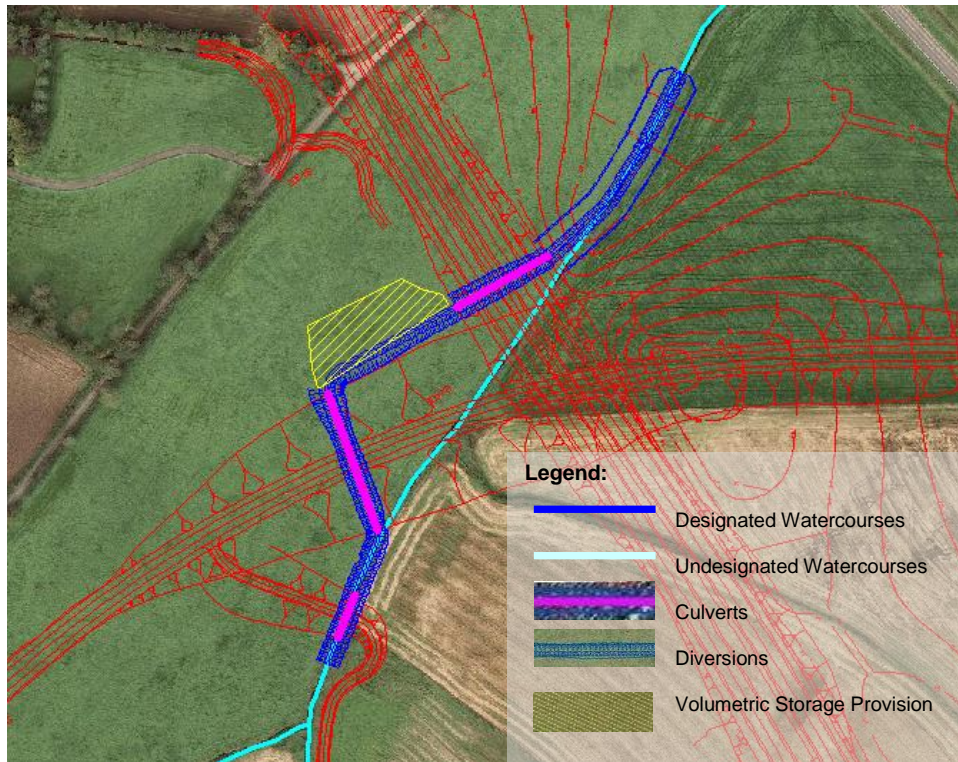 Legend:
Designated Watercourses
Undesignated Watercourses
Culverts
Diversions
Volumetric Storage Provision